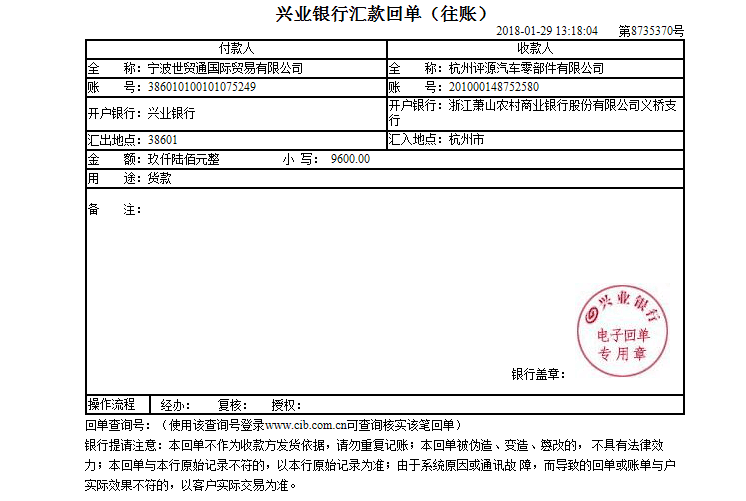 兴业银行汇款回单（往账）
2018-01-29 13:18:04 第8735370号
付款人 收款人
全 称：宁波世贸通国际贸易有限公司 全 称：杭州评源汽车零部件有限公司
账 号：386010100101075249 账 号：201000148752580
开户银行：兴业银行 开户银行：浙江萧山农村商业银行股份有限公司义桥支
行
汇出地点：38601 汇入地点：杭州市
金 额：玖仟陆佰元整 小 写： 9600.00
用 途：货款
备 注：
兴业银行
电子回单
专用章
银行盖章：
操作流程 经办： 复核： 授权：
回单查询号：（使用该查询号登录www.cib.com.cn可查询核实该笔回单）
银行提请注意：本回单不作为收款方发货依据，请勿重复记账；本回单被伪造、变造、篡改的， 不具有法律效
力；本回单与本行原始记录不符的，以本行原始记录为准；由于系统原因或通讯故 障，而导致的回单或账单与户
实际效果不符的，以客户实际交易为准。